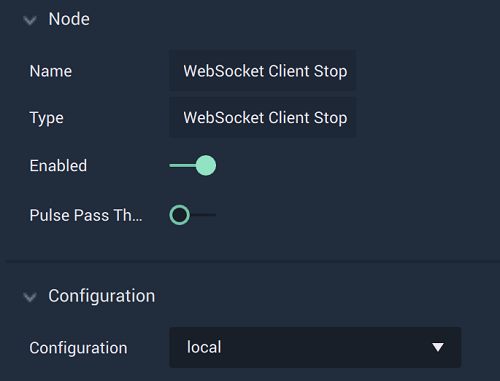 Node
Name WebSocket Client Stop
Type WebSocket Client Stop
Enabled
Pulse Pass Th...
Configuration
Configuration local